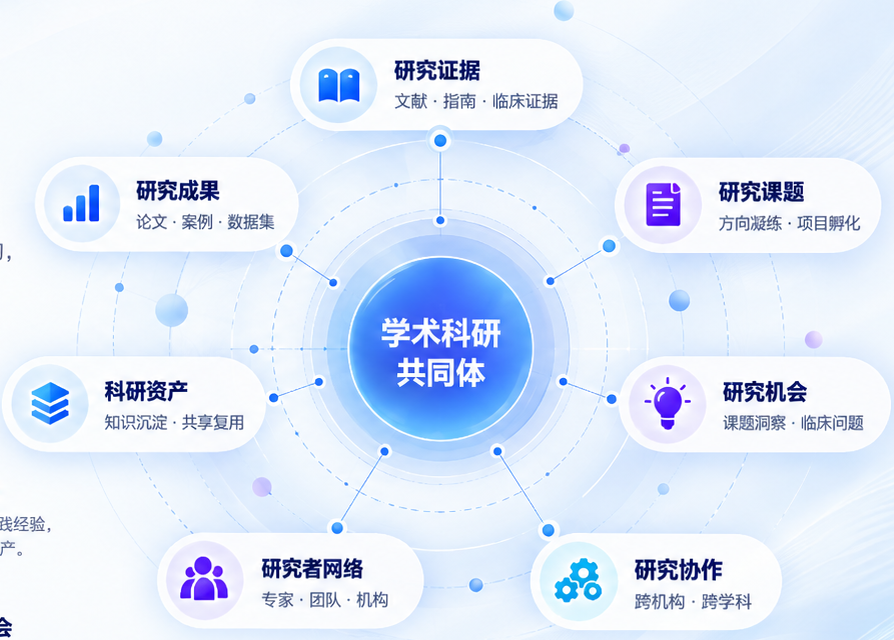 研究证据
文献 · 指南 · 临床证据
研究成果
论文 · 案例 · 数据集
研究课题
方向凝练 · 项目孵化
学术科研
共同体
科研资产
知识沉淀 · 共享复用
研究机会
课题洞察 · 临床问题
践经验，
产。
研究者网络
专家 · 团队 · 机构
研究协作
跨机构 · 跨学科
会